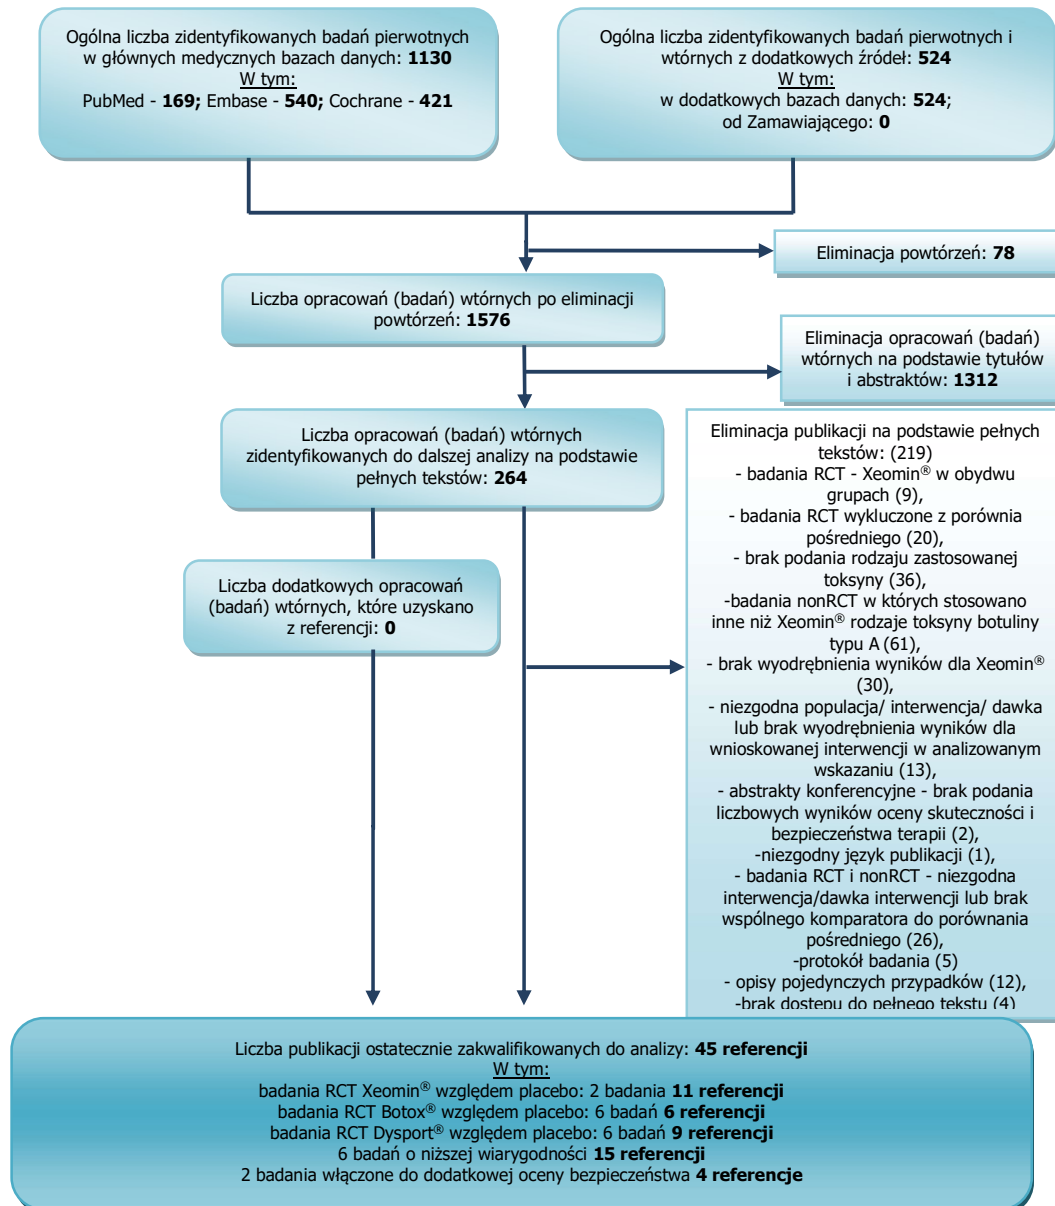 Ogólna liczba zidentyfikowanych badań pierwotnych
w głównych medycznych bazach danych: 1130
W tym:
PubMed - 169; Embase - 540; Cochrane - 421
Ogólna liczba zidentyfikowanych badań pierwotnych i
wtórnych z dodatkowych źródeł: 524
W tym:
w dodatkowych bazach danych: 524;
od Zamawiającego: 0
Eliminacja powtórzeń: 78
Liczba opracowań (badań) wtórnych po eliminacji
powtórzeń: 1576
Eliminacja opracowań (badań)
wtórnych na podstawie tytułów
i abstraktów: 1312
Liczba opracowań (badań) wtórnych
zidentyfikowanych do dalszej analizy na podstawie
pełnych tekstów: 264
Eliminacja publikacji na podstawie pełnych
tekstów: (219)
- badania RCT - Xeomin® w obydwu
grupach (9),
- badania RCT wykluczone z porównia
pośredniego (20),
- brak podania rodzaju zastosowanej
toksyny (36),
-badania nonRCT w których stosowano
inne niż Xeomin® rodzaje toksyny botuliny
typu A (61),
- brak wyodrębnienia wyników dla Xeomin®
(30),
- niezgodna populacja/ interwencja/ dawka
lub brak wyodrębnienia wyników dla
wnioskowanej interwencji w analizowanym
wskazaniu (13),
- abstrakty konferencyjne - brak podania
liczbowych wyników oceny skuteczności i
bezpieczeństwa terapii (2),
-niezgodny język publikacji (1),
- badania RCT i nonRCT - niezgodna
interwencja/dawka interwencji lub brak
wspólnego komparatora do porównania
pośredniego (26),
-protokół badania (5)
- opisy pojedynczych przypadków (12),
-brak dostępu do pełnego tekstu (4)
Liczba dodatkowych opracowań
(badań) wtórnych, które uzyskano
z referencji: 0
Liczba publikacji ostatecznie zakwalifikowanych do analizy: 45 referencji
W tym:
badania RCT Xeomin® względem placebo: 2 badania 11 referencji
badania RCT Botox® względem placebo: 6 badań 6 referencji
badania RCT Dysport® względem placebo: 6 badań 9 referencji
6 badań o niższej wiarygodności 15 referencji
2 badania włączone do dodatkowej oceny bezpieczeństwa 4 referencje